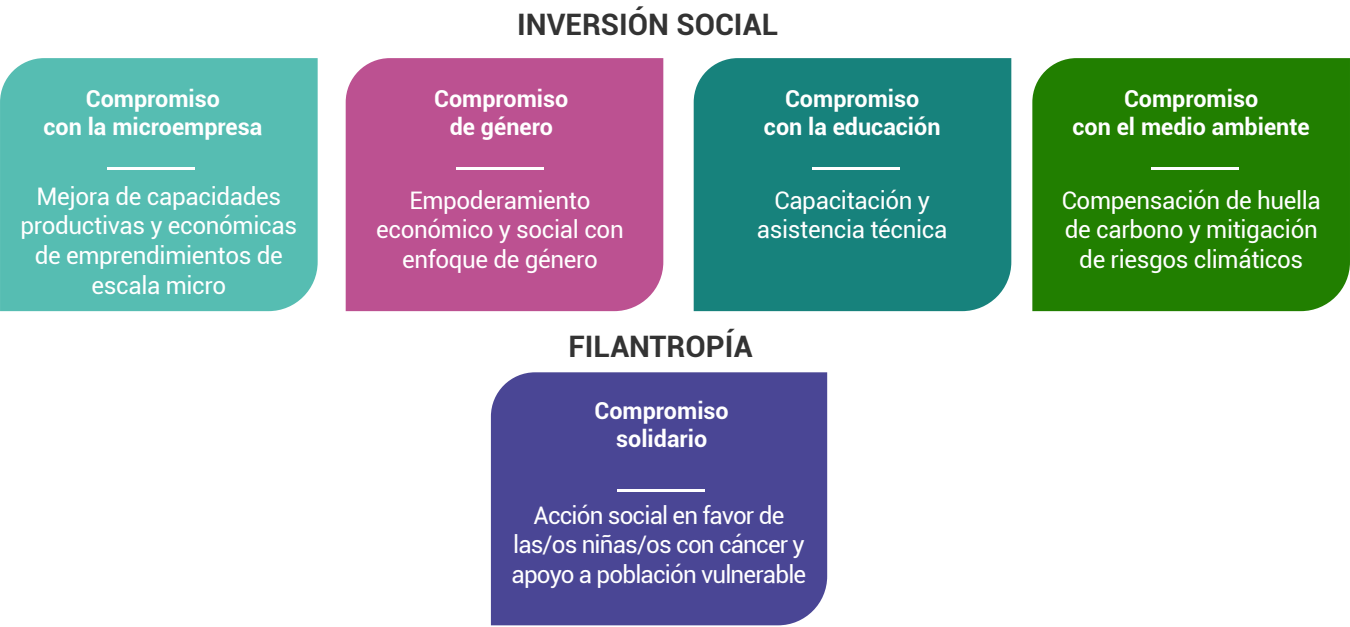 INVERSIÓN SOCIAL
Compromiso
con la microempresa
Mejora de capacidades
productivas y económicas
de emprendimientos de
escala micro
Compromiso
de género
Empoderamiento
económico y social con
enfoque de género
Compromiso
con la educación
Capacitación y
asistencia técnica
Compromiso
con el medio ambiente
Compensación de huella
de carbono y mitigación
de riesgos climáticos
FILANTROPÍA
Compromiso
solidario
Acción social en favor de
las/os niñas/os con cáncer y
apoyo a población vulnerable